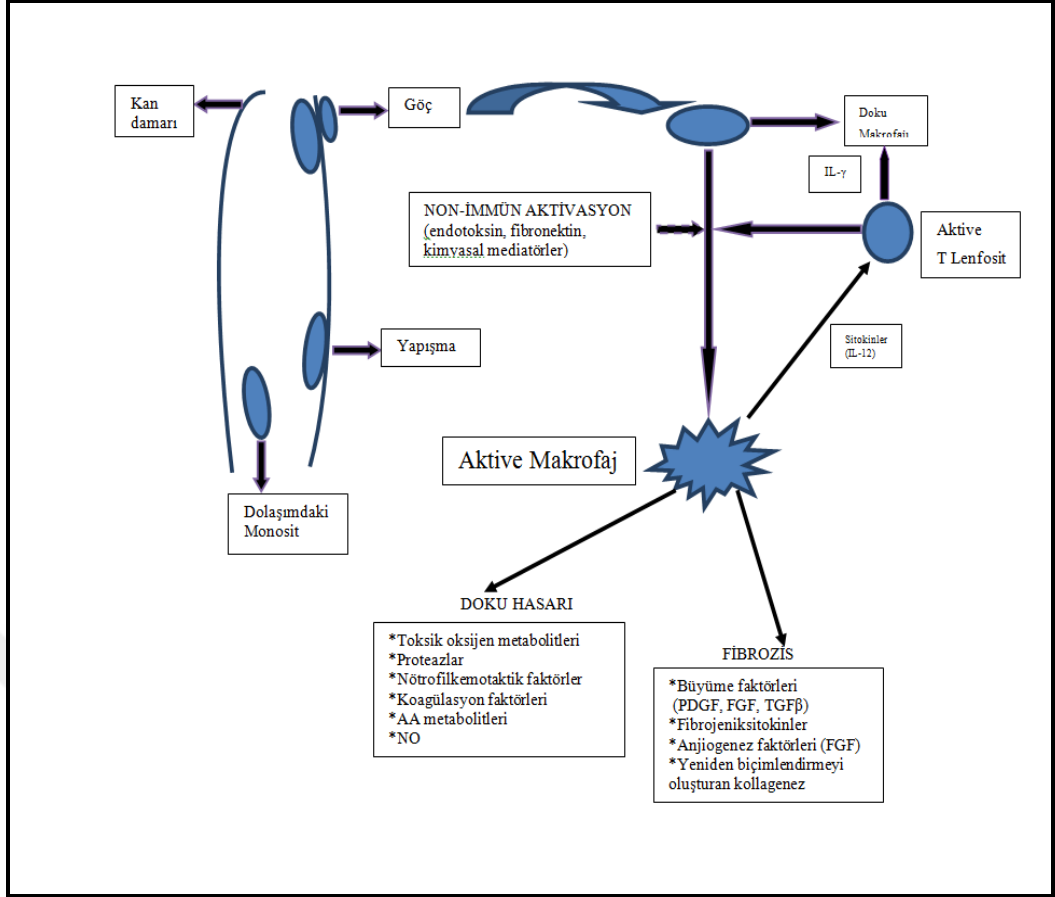 Kan
damarı
Göç
Doku
Makrofajı
IL-γ
NON-İMMÜN AKTİVASYON
(endotoksin, fibronektin,
kimyasal mediatörler)
Aktive
T Lenfosit
Yapışma
Sitokinler
(IL-12)
Aktive Makrofaj
Dolaşımdaki
Monosit
DOKU HASARI
*Toksik oksijen metabolitleri
*Proteazlar
*Nötrofilkemotaktik faktörler
*Koagülasyon faktörleri
*AA metabolitleri
*NO
FİBROZİS
*Büyüme faktörleri
(PDGF, FGF, TGFβ)
*Fibrojeniksitokinler
*Anjiogenez faktörleri (FGF)
*Yeniden biçimlendirmeyi
oluşturan kollagenez